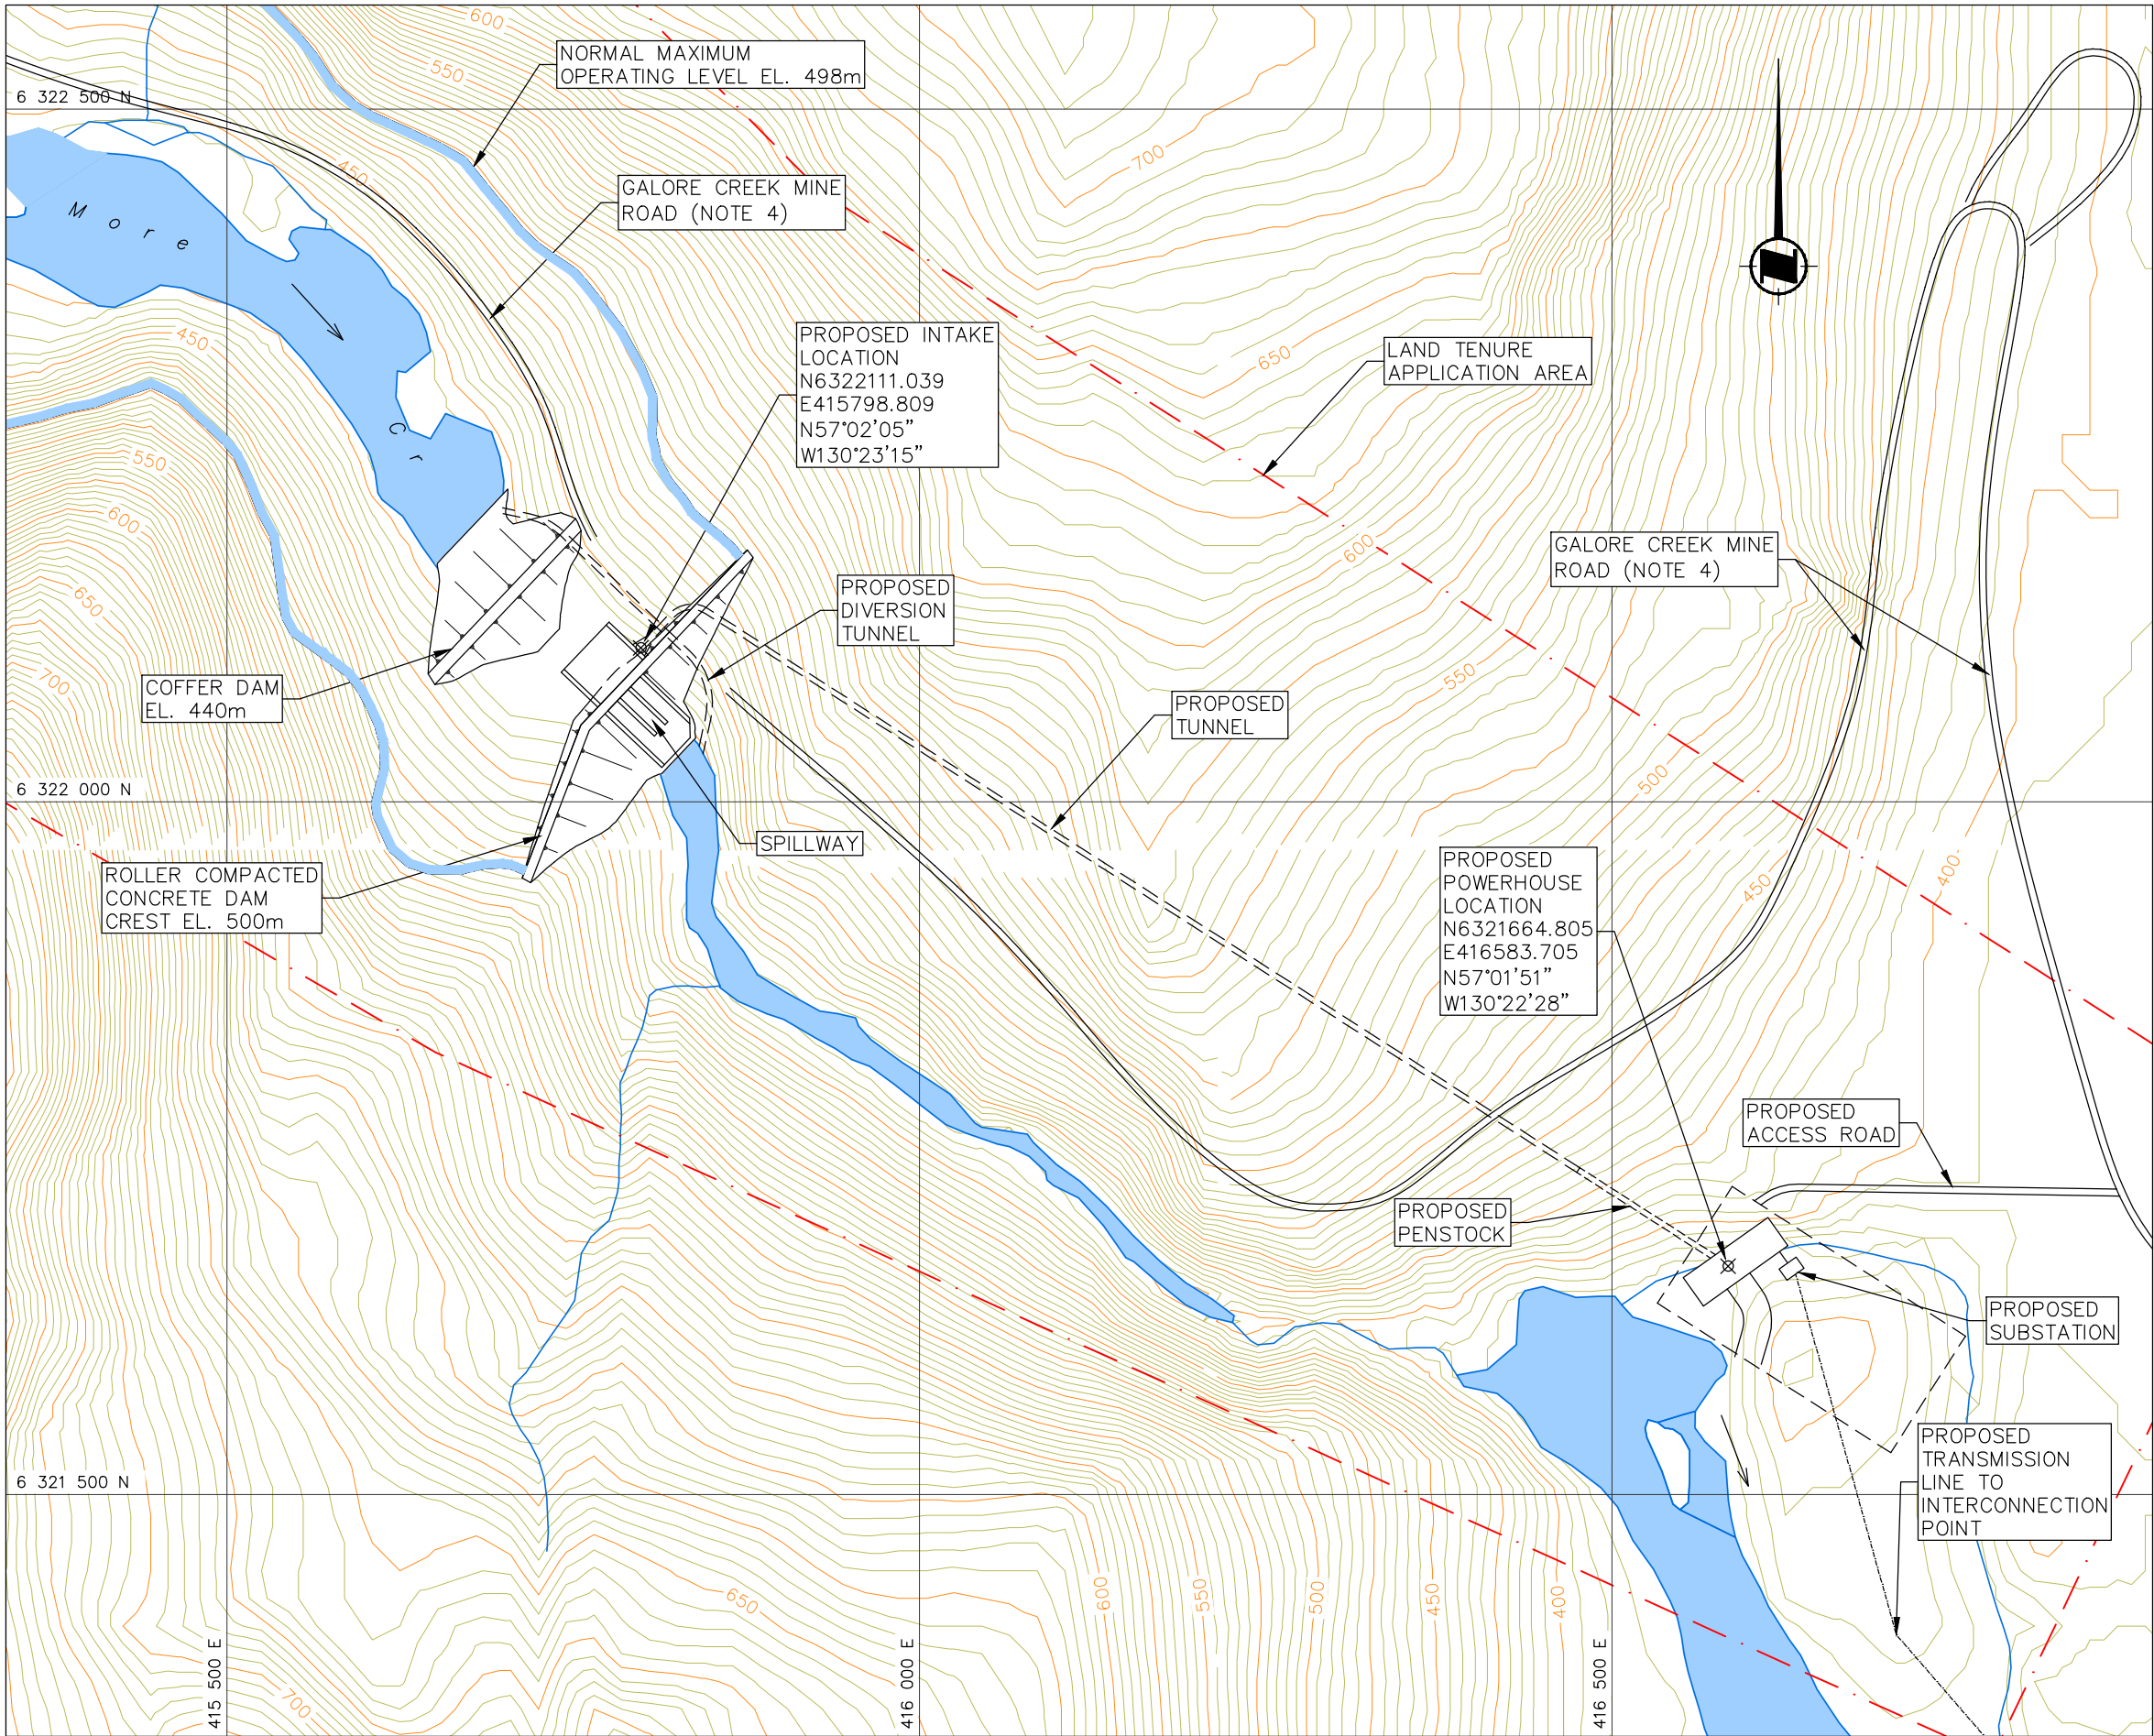 600
NORMAL MAXIMUM
OPERATING LEVEL EL. 498m
550
6 322 500 N
700
450
GALORE CREEK MINE
ROAD (NOTE 4)
More
Cr
450
PROPOSED INTAKE
LOCATION
N6322111.039
E415798.809
N57°02'05"
W130°23'15"
650
LAND TENURE
APPLICATION AREA
550
600
600
GALORE CREEK MINE
ROAD (NOTE 4)
650
PROPOSED
DIVERSION
TUNNEL
550
700
COFFER DAM
EL. 440m
PROPOSED
TUNNEL
500
6 322 000 N
SPILLWAY
ROLLER COMPACTED
CONCRETE DAM
CREST EL. 500m
PROPOSED
POWERHOUSE
LOCATION
N6321664.805
E416583.705
N57°01'51"
W130°22'28"
450
400
PROPOSED
ACCESS ROAD
PROPOSED
PENSTOCK
PROPOSED
SUBSTATION
6 321 500 N
PROPOSED
TRANSMISSION
LINE TO
INTERCONNECTION
POINT
650
600
550
500
450
400
700
415 500 E
416 000 E
416 500 E